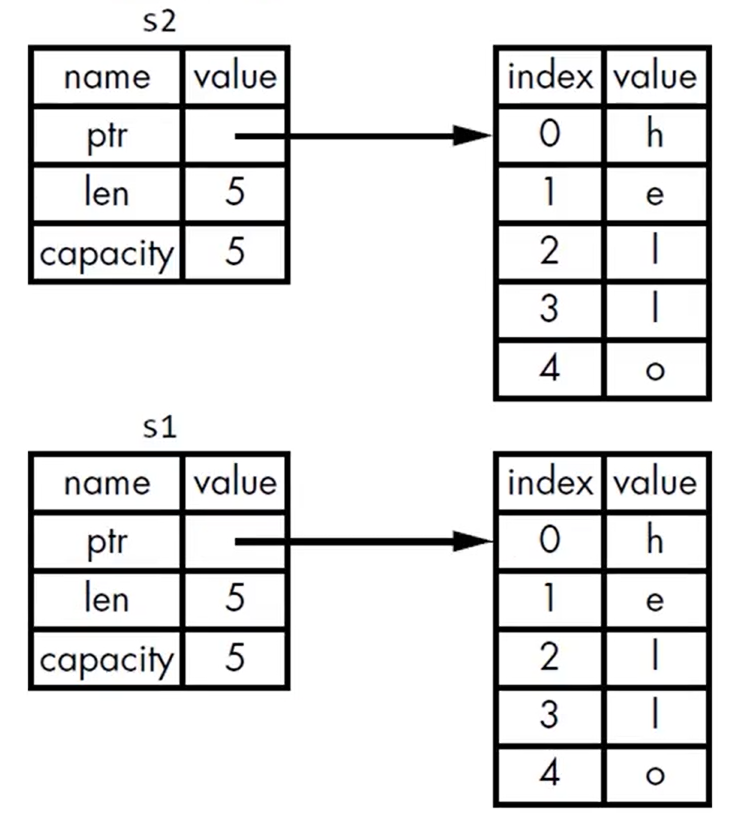 s2
name value
ptr
len 5
capacity 5
index value
0 h
1 e
2 l
3 l
4 o
s1
name value
ptr
len 5
capacity 5
index value
0 h
1 e
2 l
3 l
4 o